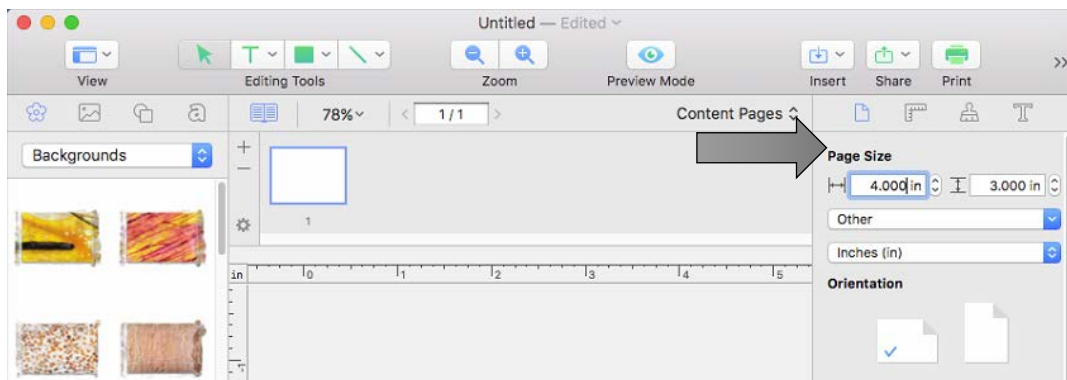 Untitled — Edited
View
Editing Tools
Zoom
Preview Mode
Insert
Share
Print
78%
1 / 1
Content Pages
Backgrounds
Page Size
4.000 in
3.000 in
Other
Inches (in)
Orientation
1
in 0 1 2 3 4 5